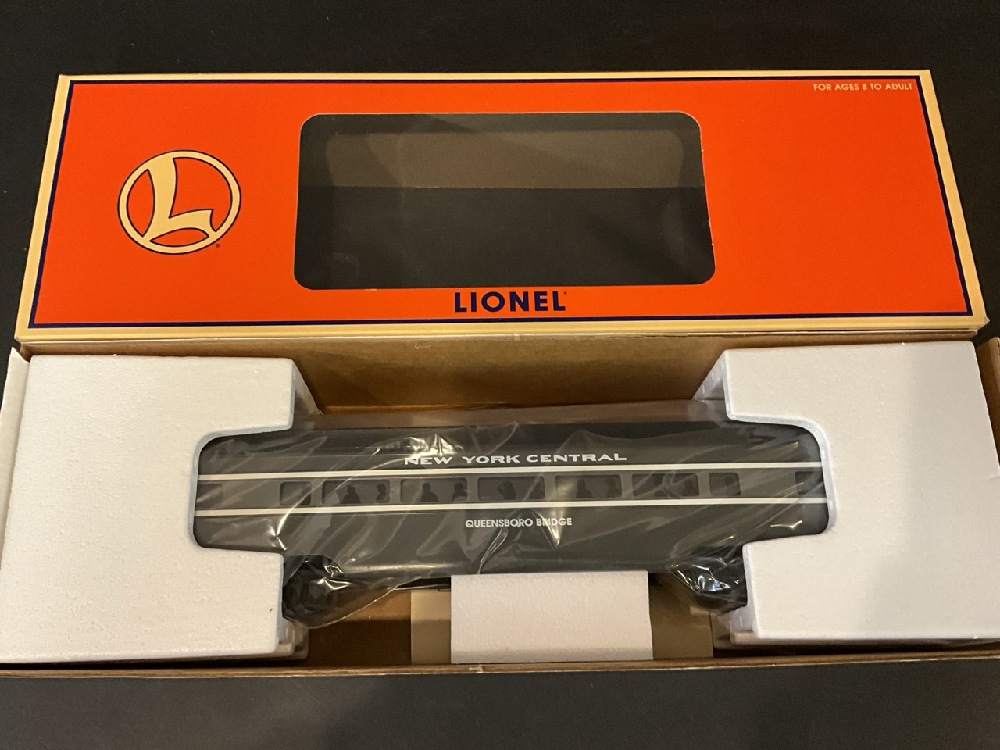 FOR AGES 8 TO ADULT
L
LIONEL
NEW YORK CENTRAL
QUEENSBORO BRIDGE